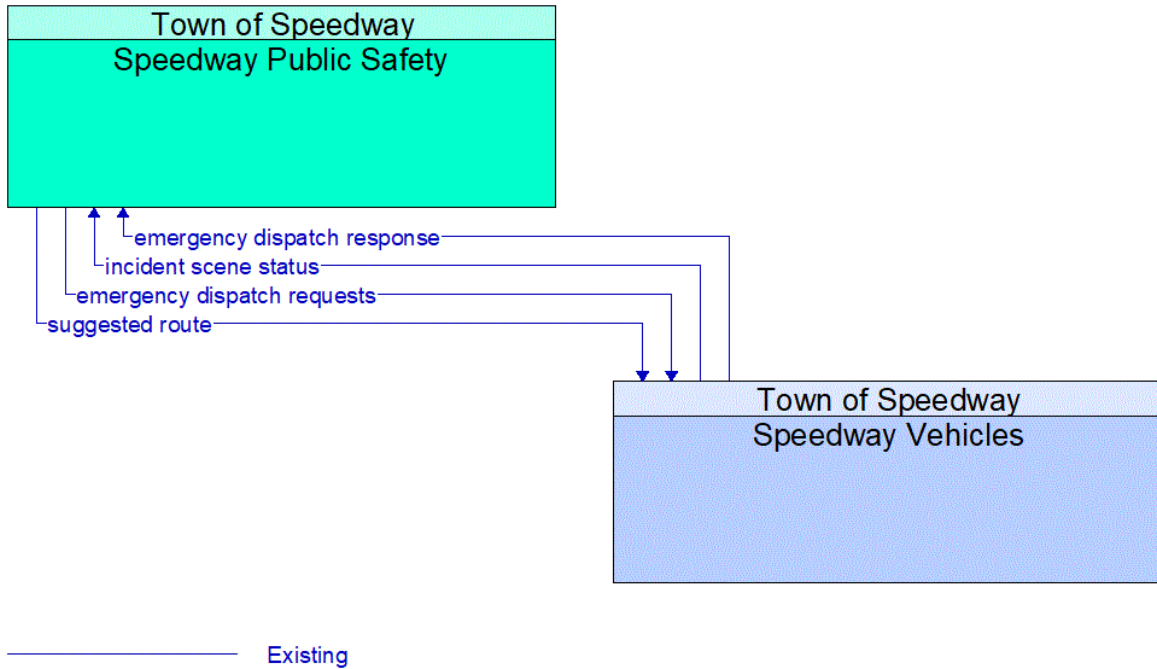 Town of Speedway
Speedway Public Safety
emergency dispatch response
incident scene status
emergency dispatch requests
suggested route
Town of Speedway
Speedway Vehicles
Existing